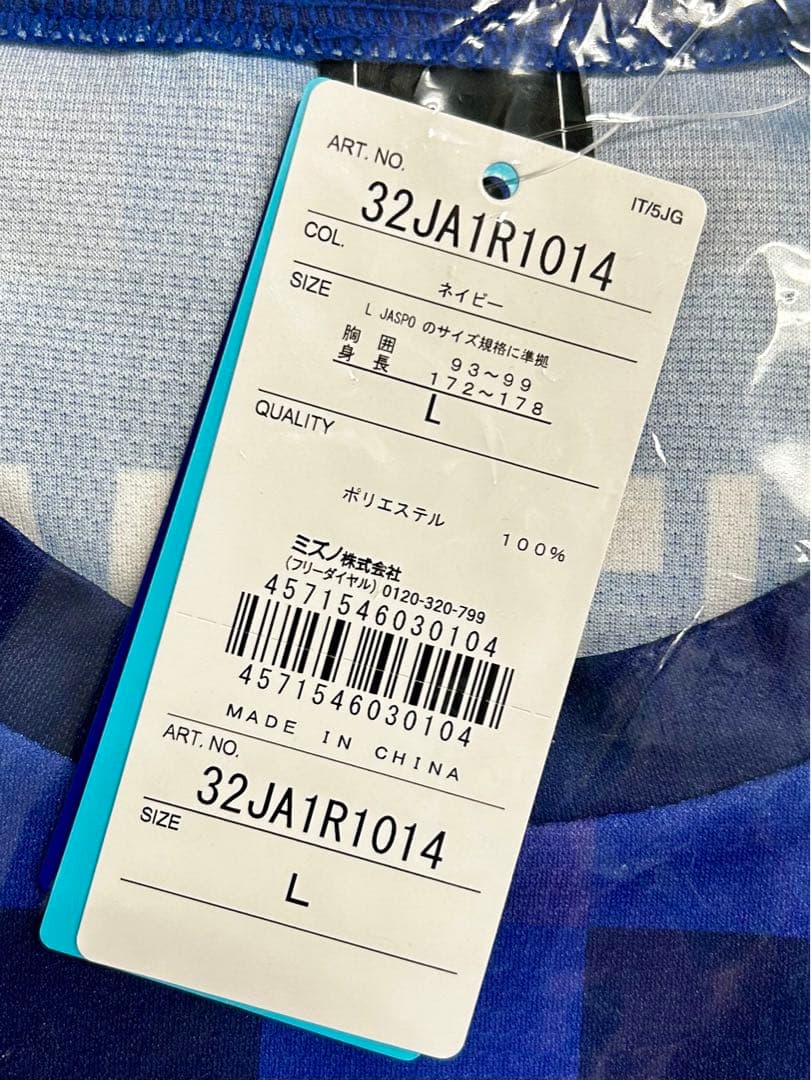 ART. NO.
IT/5JG
32JA1R1014
COL.
ネイビー
SIZE
L JASPO のサイズ規格に準拠
胸囲 93〜99
身長 172〜178
L
QUALITY
ポリエステル 100%
ミズノ株式会社
(フリーダイヤル) 0120-320-799
4571546030104
4571546030104
MADE IN CHINA
ART. NO.
32JA1R1014
SIZE
L